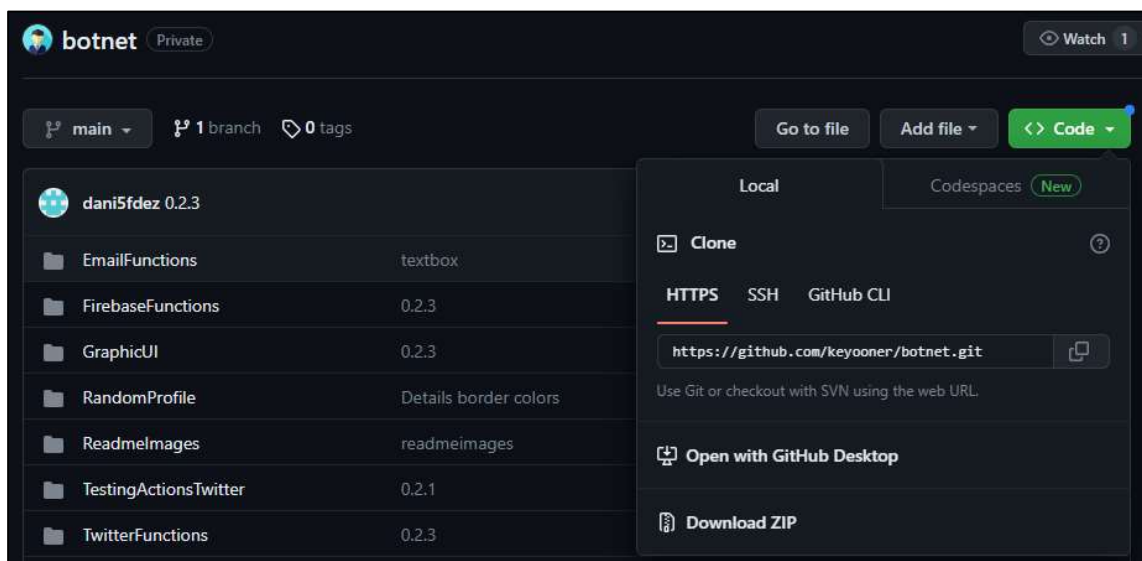 botnet Private Watch 1
main 1 branch 0 tags Go to file Add file <> Code
dani5fdez 0.2.3
EmailFunctions textbox
FirebaseFunctions 0.2.3
GraphicUI 0.2.3
RandomProfile Details border colors
ReadmeImages readmeimages
TestingActionsTwitter 0.2.1
TwitterFunctions 0.2.3
Local Codespaces New
Clone
HTTPS SSH GitHub CLI
https://github.com/keyooner/botnet.git
Use Git or checkout with SVN using the web URL.
Open with GitHub Desktop
Download ZIP